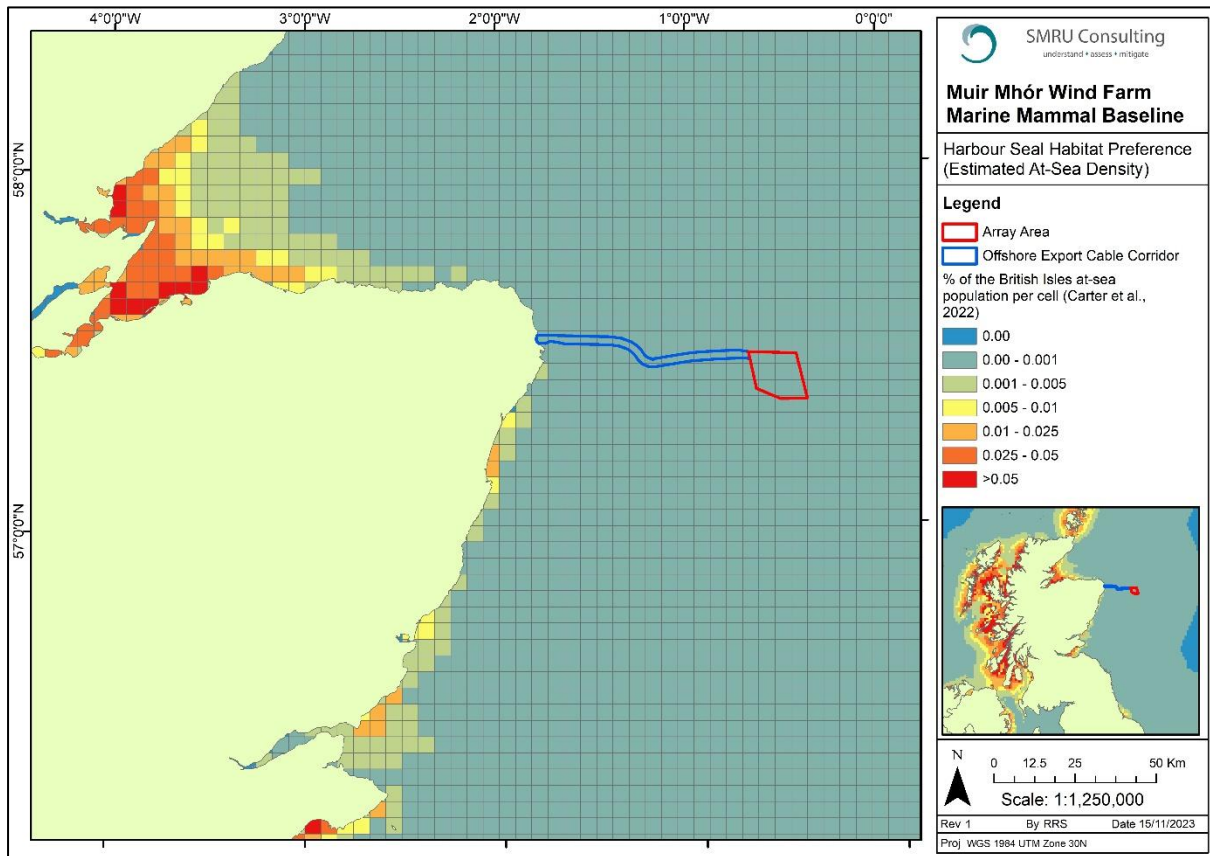 4°0'0"W
3°0'0"W
2°0'0"W
1°0'0"W
0°0'0"
58°0'0"N
57°0'0"N
SMRU Consulting
understand • assess • mitigate
Muir Mhór Wind Farm
Marine Mammal Baseline
Harbour Seal Habitat Preference
(Estimated At-Sea Density)
Legend
Array Area
Offshore Export Cable Corridor
% of the British Isles at-sea
population per cell (Carter et al.,
2022)
0.00
0.00 - 0.001
0.001 - 0.005
0.005 - 0.01
0.01 - 0.025
0.025 - 0.05
>0.05
N
0 12.5 25 50 Km
Scale: 1:1,250,000
Rev 1 By RRS Date 15/11/2023
Proj WGS 1984 UTM Zone 30N